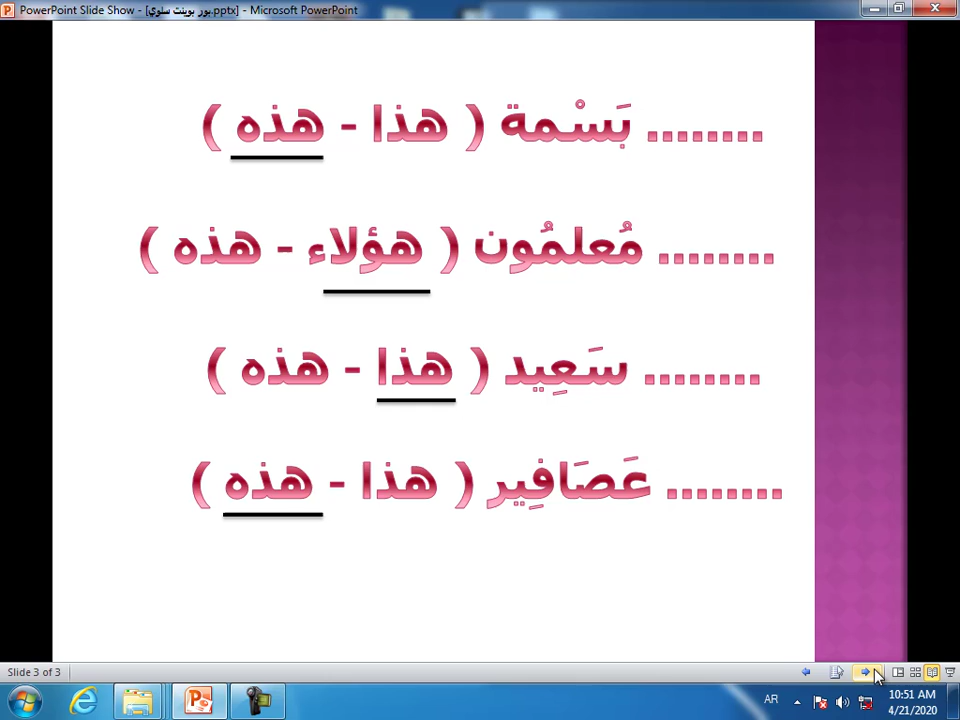 PowerPoint Slide Show - [بور بوينت سلوي.pptx] - Microsoft PowerPoint
........ بَسْمة ( هذا - هذه )
........ مُعلمُون ( هؤلاء - هذه )
........ سَعِيد ( هذا - هذه )
........ عَصَافِير ( هذا - هذه )
Slide 3 of 3
AR
10:51 AM
4/21/2020